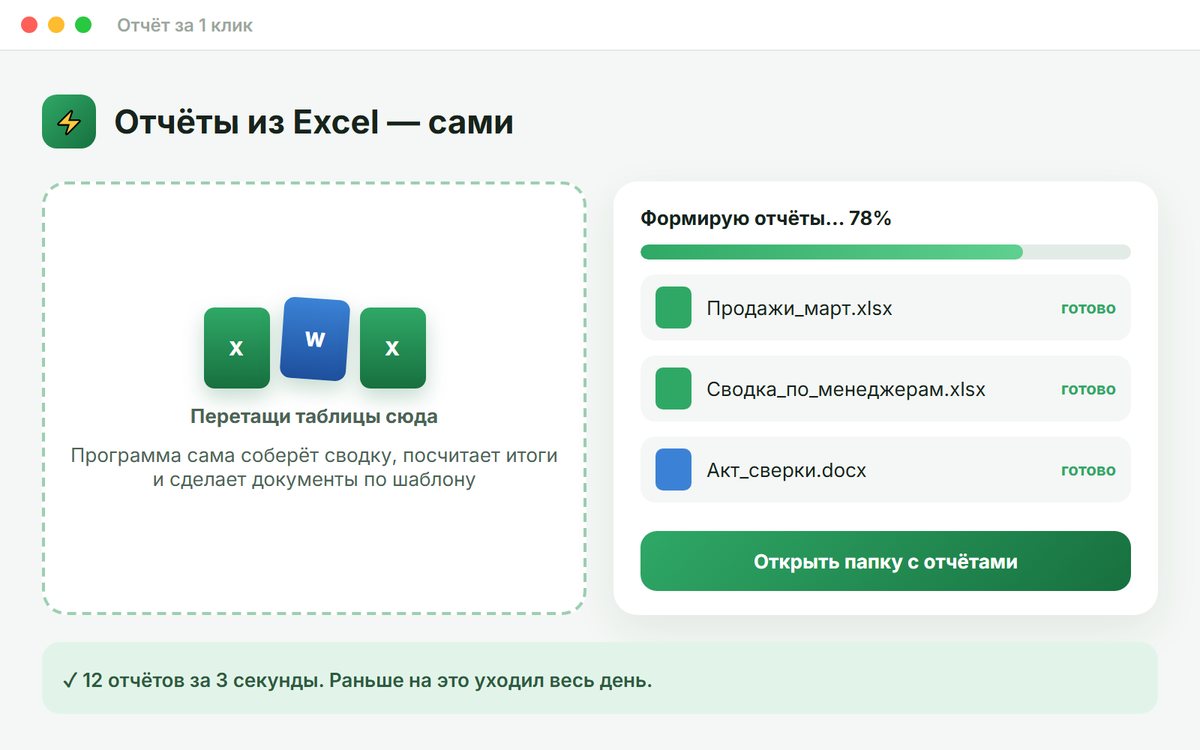 Отчёт за 1 клик
Отчёты из Excel — сами
X W X
Перетащи таблицы сюда
Программа сама соберёт сводку, посчитает итоги
и сделает документы по шаблону
Формирую отчёты... 78%
Продажи_март.xlsx готово
Сводка_по_менеджерам.xlsx готово
Акт_сверки.docx готово
Открыть папку с отчётами
✓ 12 отчётов за 3 секунды. Раньше на это уходил весь день.